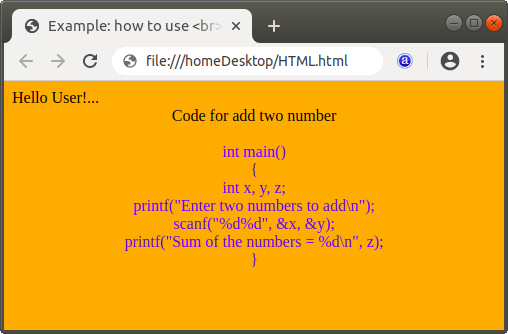 Example: how to use <br>
file:///homeDesktop/HTML.html
a
Hello User!...
Code for add two number
int main()
{
int x, y, z;
printf("Enter two numbers to add\n");
scanf("%d%d", &x, &y);
printf("Sum of the numbers = %d\n", z);
}